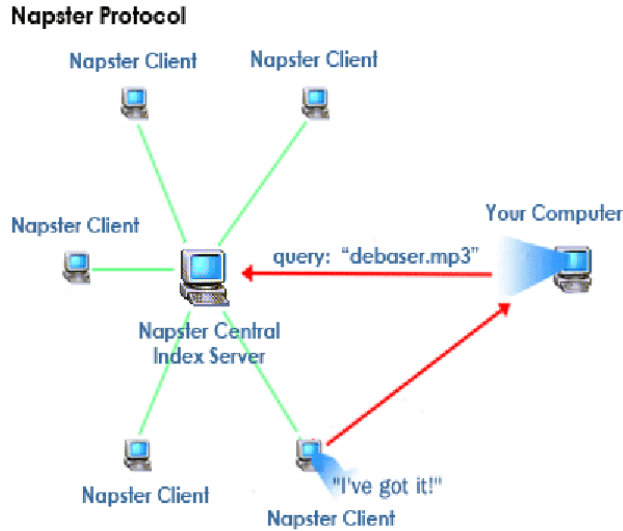 Napster Protocol
Napster Client
Napster Client
Napster Client
Your Computer
query: "debaser.mp3"
Napster Central
Index Server
"I've got it!"
Napster Client
Napster Client